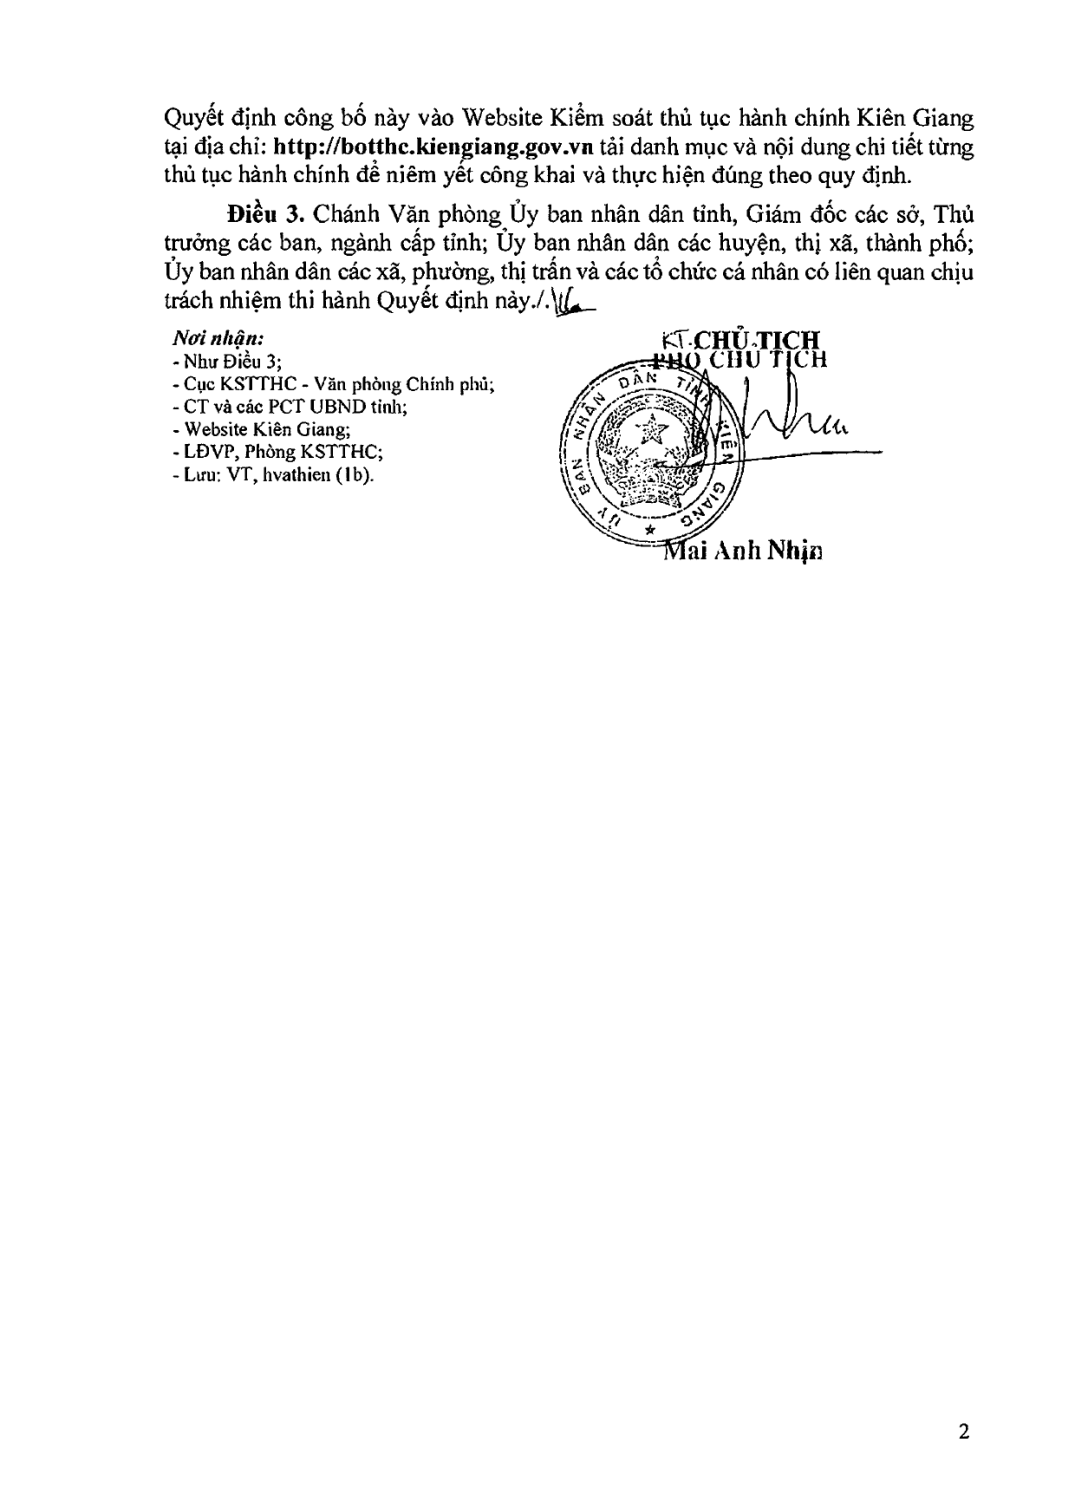 Quyết định công bố này vào Website Kiểm soát thủ tục hành chính Kiên Giang
tại địa chỉ: http://botthc.kiengiang.gov.vn tải danh mục và nội dung chi tiết từng
thủ tục hành chính để niêm yết công khai và thực hiện đúng theo quy định.
Điều 3. Chánh Văn phòng Ủy ban nhân dân tỉnh, Giám đốc các sở, Thủ
trưởng các ban, ngành cấp tỉnh; Ủy ban nhân dân các huyện, thị xã, thành phố;
Ủy ban nhân dân các xã, phường, thị trấn và các tổ chức cá nhân có liên quan chịu
trách nhiệm thi hành Quyết định này./.
Nơi nhận:
- Như Điều 3;
- Cục KSTTHC - Văn phòng Chính phủ;
- CT và các PCT UBND tỉnh;
- Website Kiên Giang;
- LĐVP, Phòng KSTTHC;
- Lưu: VT, hvathien (1b).
KT. CHỦ TỊCH
PHÓ CHỦ TỊCH
ỦY BAN NHÂN DÂN TỈNH KIÊN GIANG
Mai Anh Nhịn
2